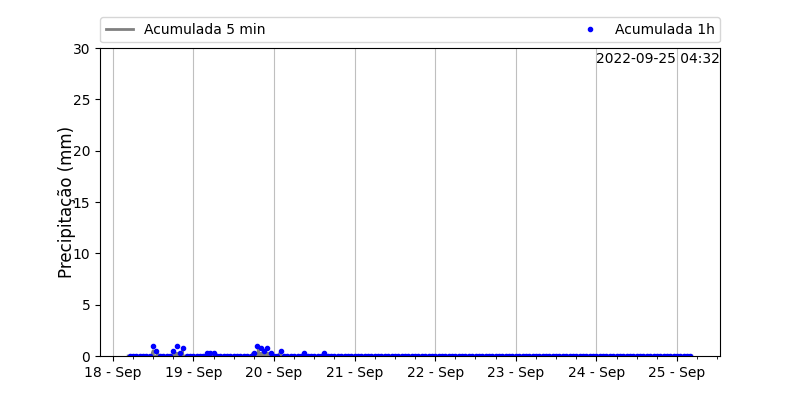 Acumulada 5 min
Acumulada 1h
2022-09-25 04:32
Precipitação (mm)
30
25
20
15
10
5
0
18 - Sep
19 - Sep
20 - Sep
21 - Sep
22 - Sep
23 - Sep
24 - Sep
25 - Sep